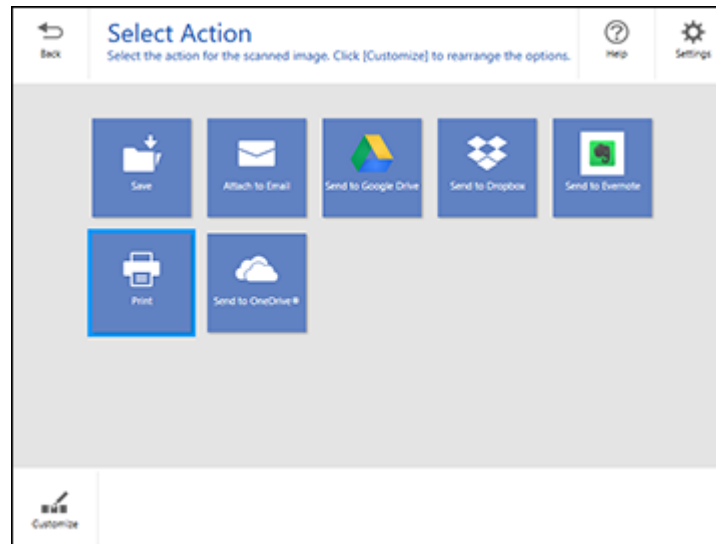 Back
Select Action
Select the action for the scanned image. Click [Customize] to rearrange the options.
Help
Settings
Save
Attach to Email
Send to Google Drive
Send to Dropbox
Send to Evernote
Print
Send to OneDrive®
Customize